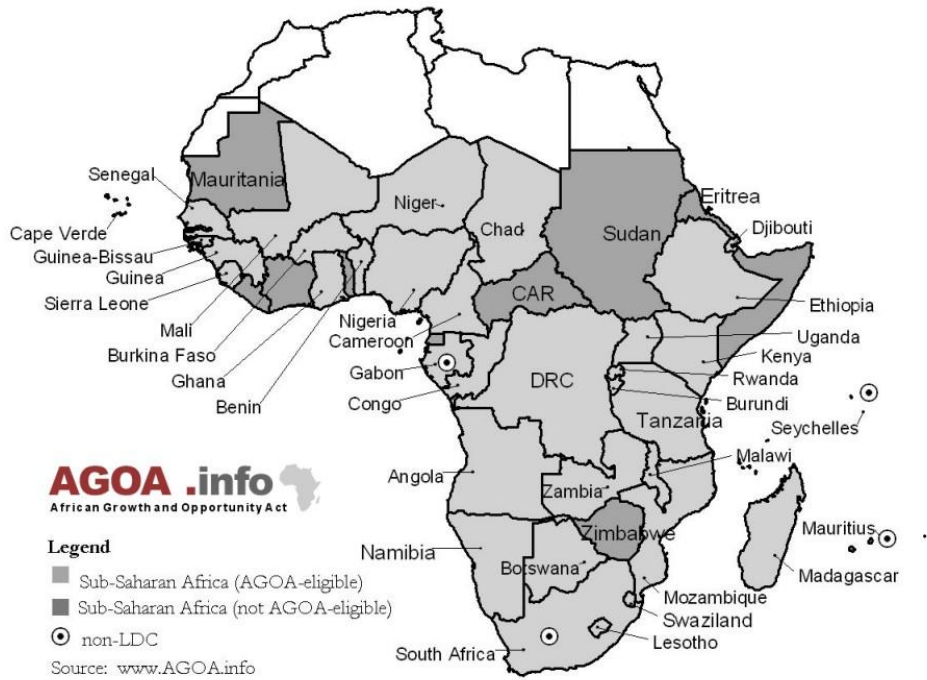 Senegal
Mauritania
Niger
Chad
Sudan
Eritrea
Djibouti
Cape Verde
Guinea-Bissau
Guinea
Sierra Leone
Mali
Burkina Faso
Ghana
Benin
Nigeria
Cameroon
CAR
Ethiopia
Uganda
Kenya
Gabon
Congo
DRC
Rwanda
Burundi
Tanzania
Seychelles
Malawi
Angola
Zambia
Zimbabwe
Mauritius
Madagascar
Namibia
Botswana
Mozambique
Swaziland
Lesotho
South Africa
AGOA .info
African Growth and Opportunity Act
Legend
Sub-Saharan Africa (AGOA-eligible)
Sub-Saharan Africa (not AGOA-eligible)
non-LDC
Source: www.AGOA.info